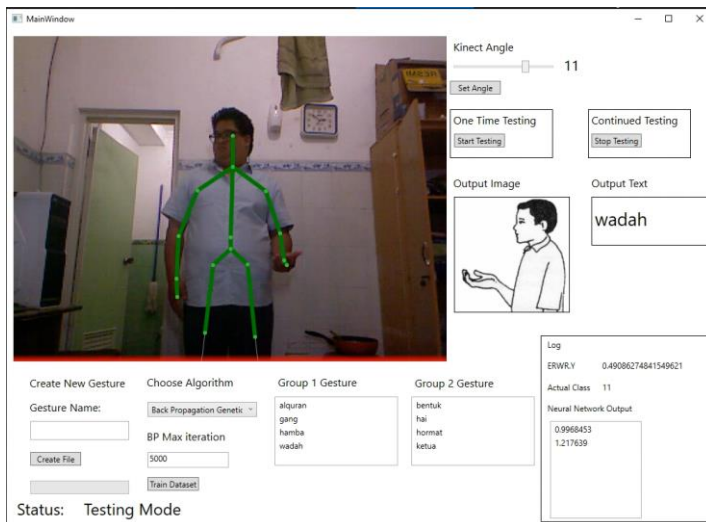 MainWindow
Kinect Angle
11
Set Angle
One Time Testing
Start Testing
Continued Testing
Stop Testing
Output Image
Output Text
wadah
Create New Gesture
Gesture Name:
Create File
Choose Algorithm
Back Propagation Genetic
BP Max iteration
5000
Train Dataset
Group 1 Gesture
alquran
gang
hamba
wadah
Group 2 Gesture
bentuk
hai
hormat
ketua
Log
ERWR.Y 0.49086274841549621
Actual Class 11
Neural Network Output
0.9968453
1.217639
Status: Testing Mode